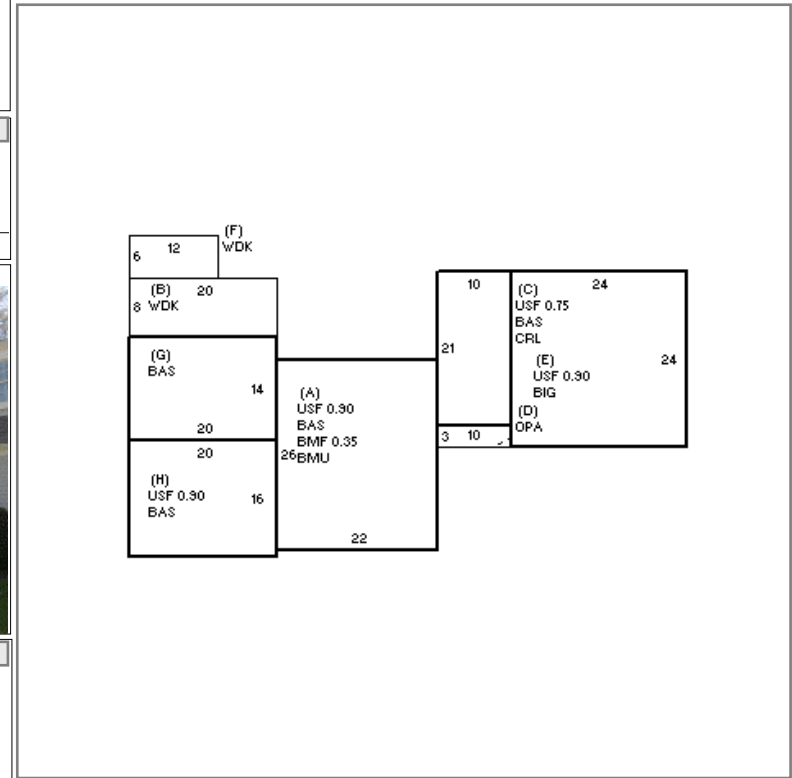 (F)
WDK
12
6
(B) 20
8 WDK
(G)
BAS
14
20
20
(H)
USF 0.90
BAS
16
(A)
USF 0.90
BAS
BMF 0.35
26 BMU
22
10
21
3 10
(C) 24
USF 0.75
BAS
CRL
(E) 24
USF 0.90
BIG
(D)
OPA